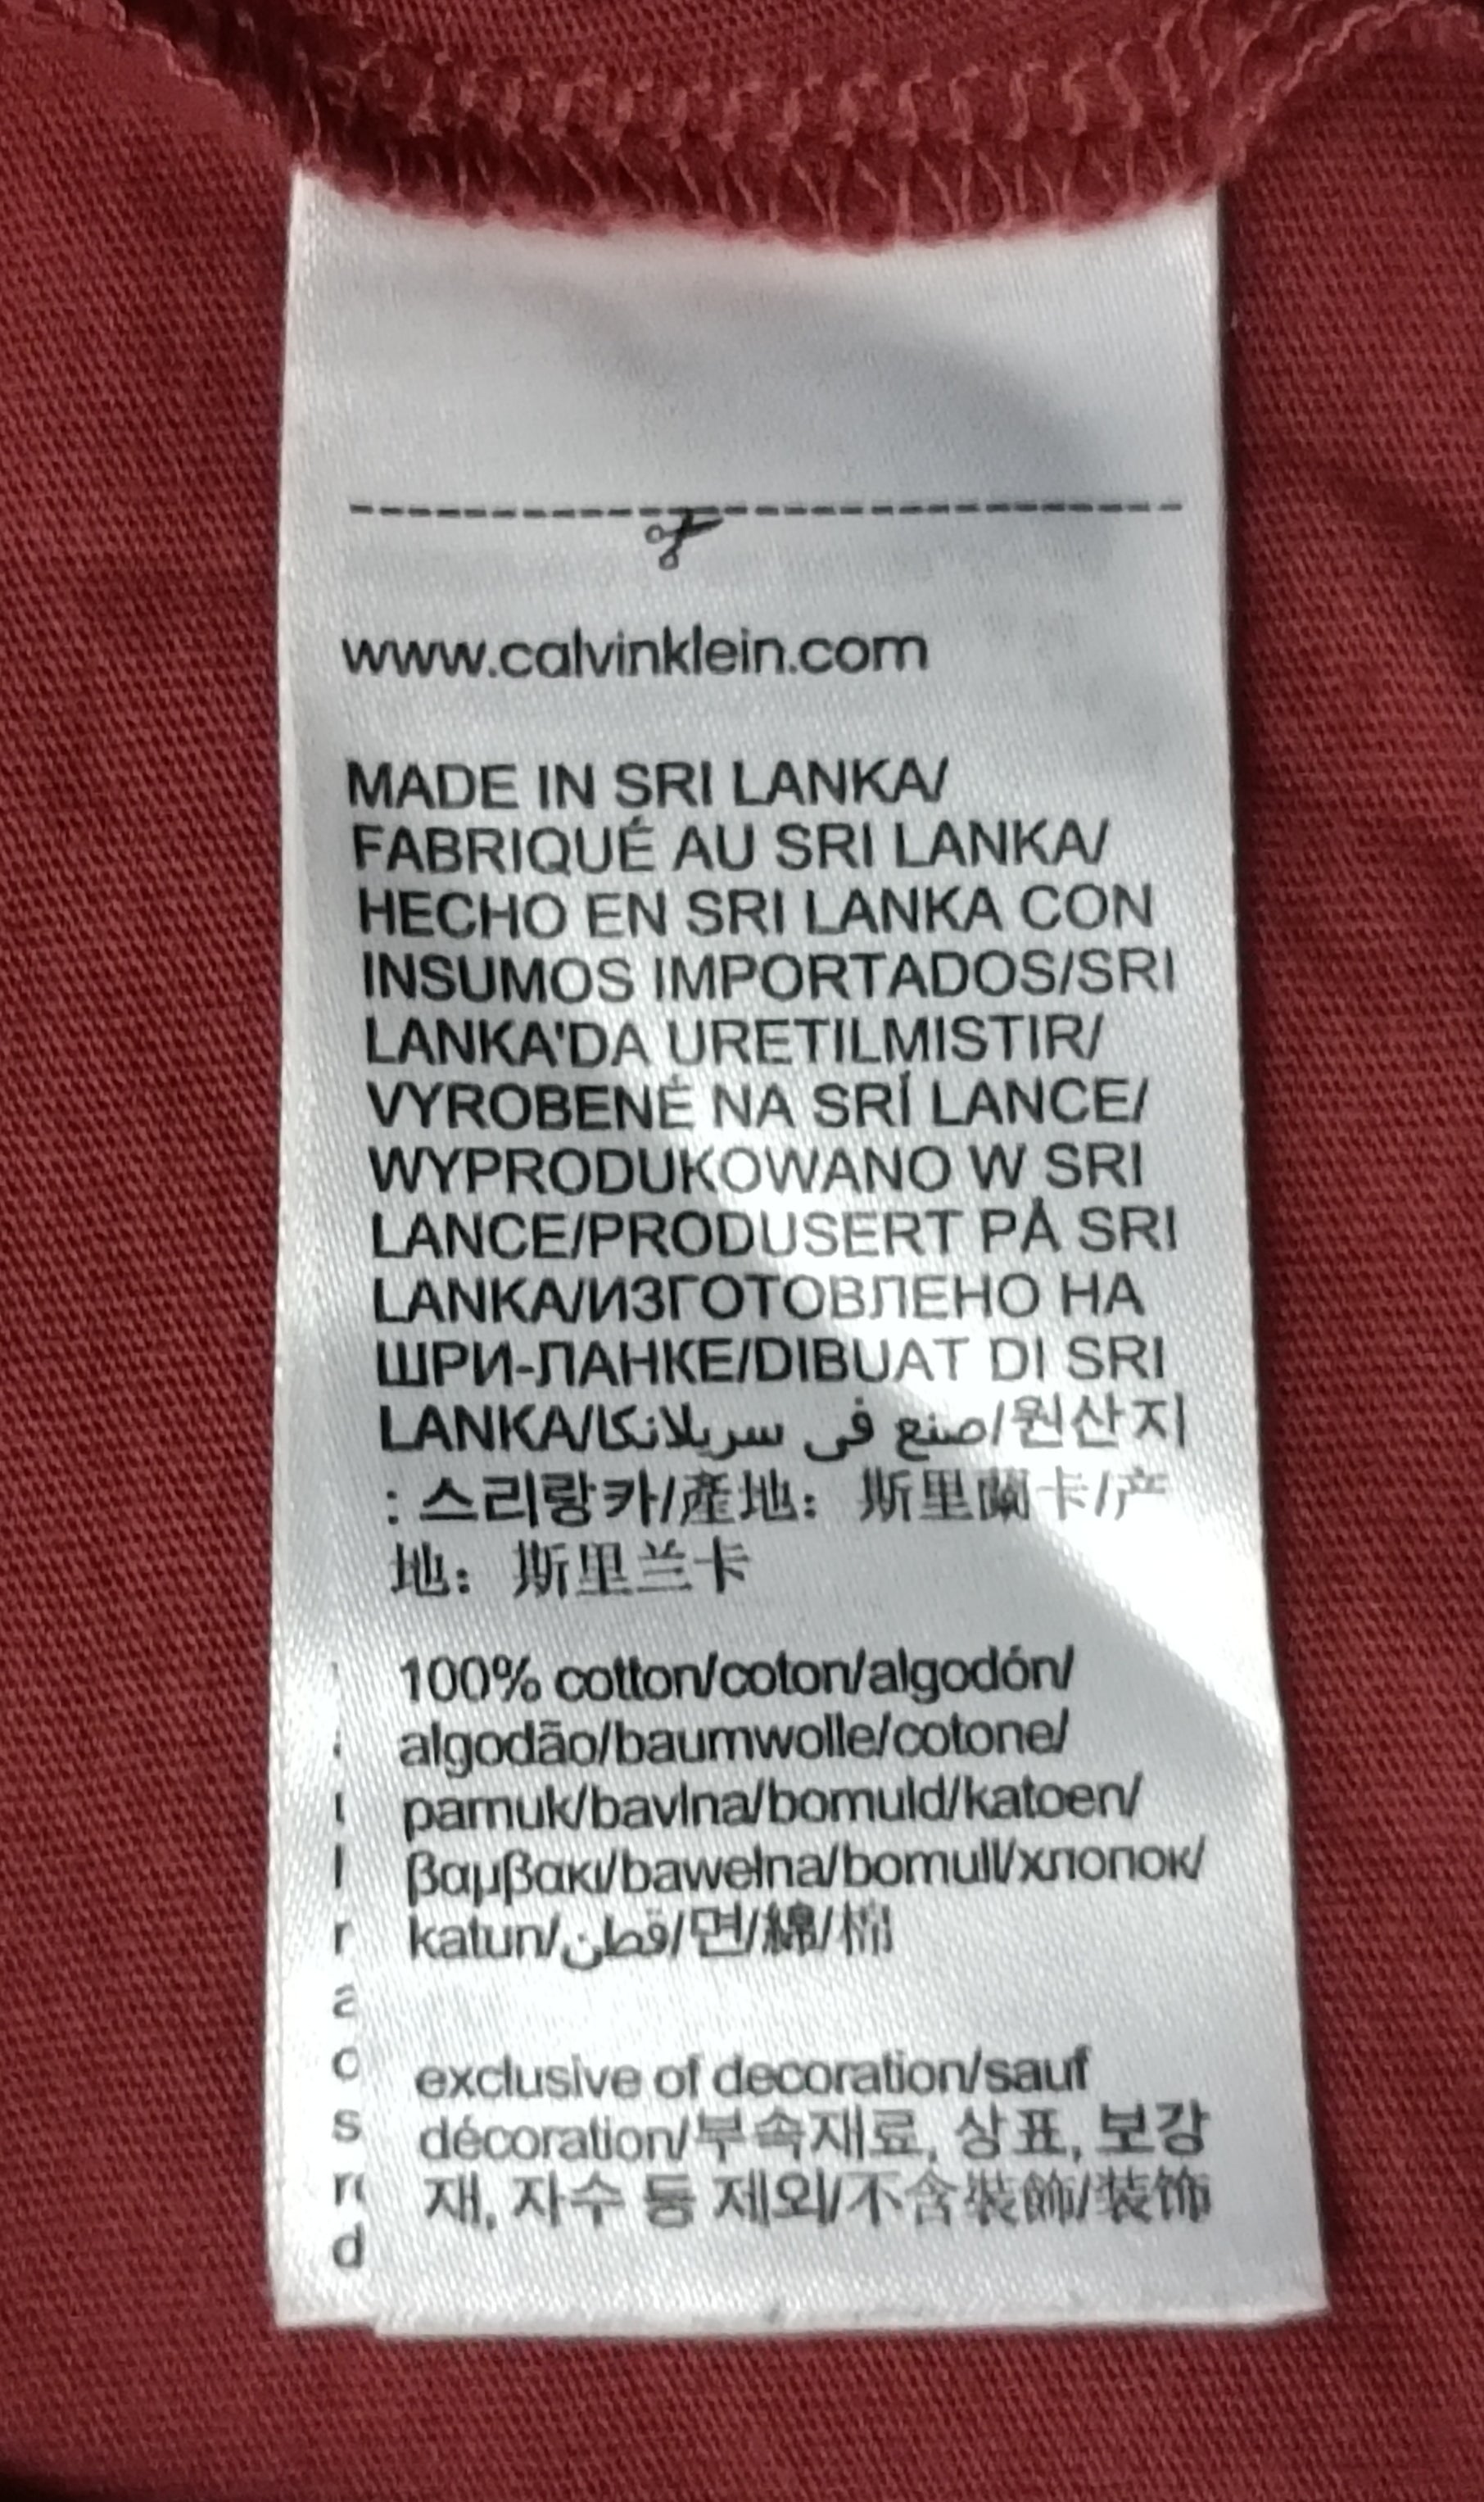 www.calvinklein.com
MADE IN SRI LANKA/
FABRIQUÉ AU SRI LANKA/
HECHO EN SRI LANKA CON
INSUMOS IMPORTADOS/SRI
LANKA'DA URETILMISTIR/
VYROBENÉ NA SRÍ LANCE/
WYPRODUKOWANO W SRI
LANCE/PRODUSERT PÅ SRI
LANKA/ИЗГОТОВЛЕНО НА
ШРИ-ЛАНКЕ/DIBUAT DI SRI
LANKA/صنع فى سريلانكا/원산지
: 스리랑카/產地：斯里蘭卡/产
地：斯里兰卡
100% cotton/coton/algodón/
algodão/baumwolle/cotone/
pamuk/bavlna/bomuld/katoen/
βαμβακι/bawełna/bomull/хлопок/
katun/قطن/면/綿/棉
exclusive of decoration/sauf
décoration/부속재료, 상표, 보강
재, 자수 등 제외/不含裝飾/装饰